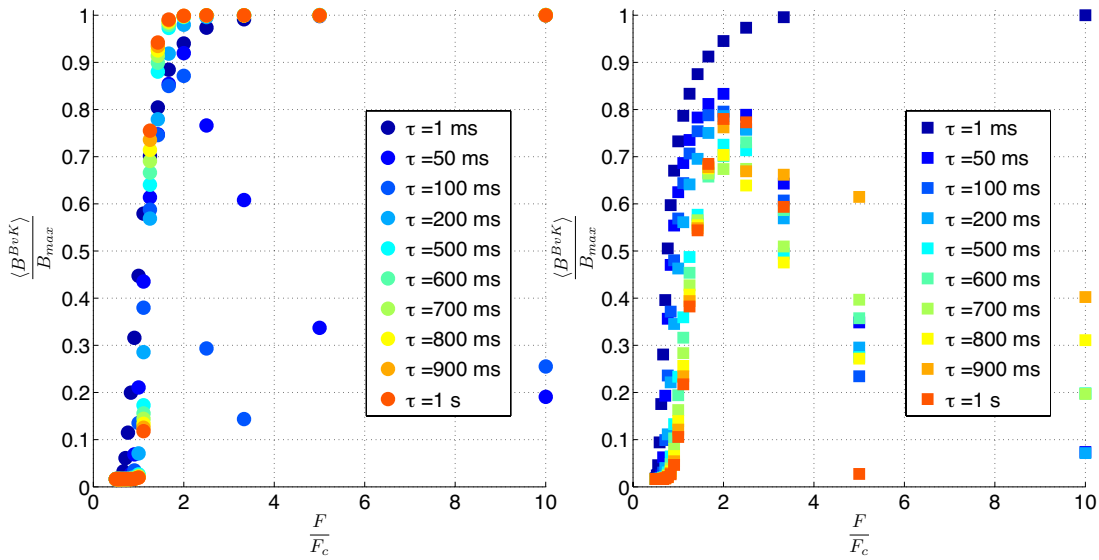 1
0.9
0.8
0.7
0.6
0.5
0.4
0.3
0.2
0.1
0
⟨B^{BvK}⟩
B_{max}
0 2 4 6 8 10
F
F_c
τ =1 ms
τ =50 ms
τ =100 ms
τ =200 ms
τ =500 ms
τ =600 ms
τ =700 ms
τ =800 ms
τ =900 ms
τ =1 s
1
0.9
0.8
0.7
0.6
0.5
0.4
0.3
0.2
0.1
0
⟨B^{BvK}⟩
B_{max}
0 2 4 6 8 10
F
F_c
τ =1 ms
τ =50 ms
τ =100 ms
τ =200 ms
τ =500 ms
τ =600 ms
τ =700 ms
τ =800 ms
τ =900 ms
τ =1 s